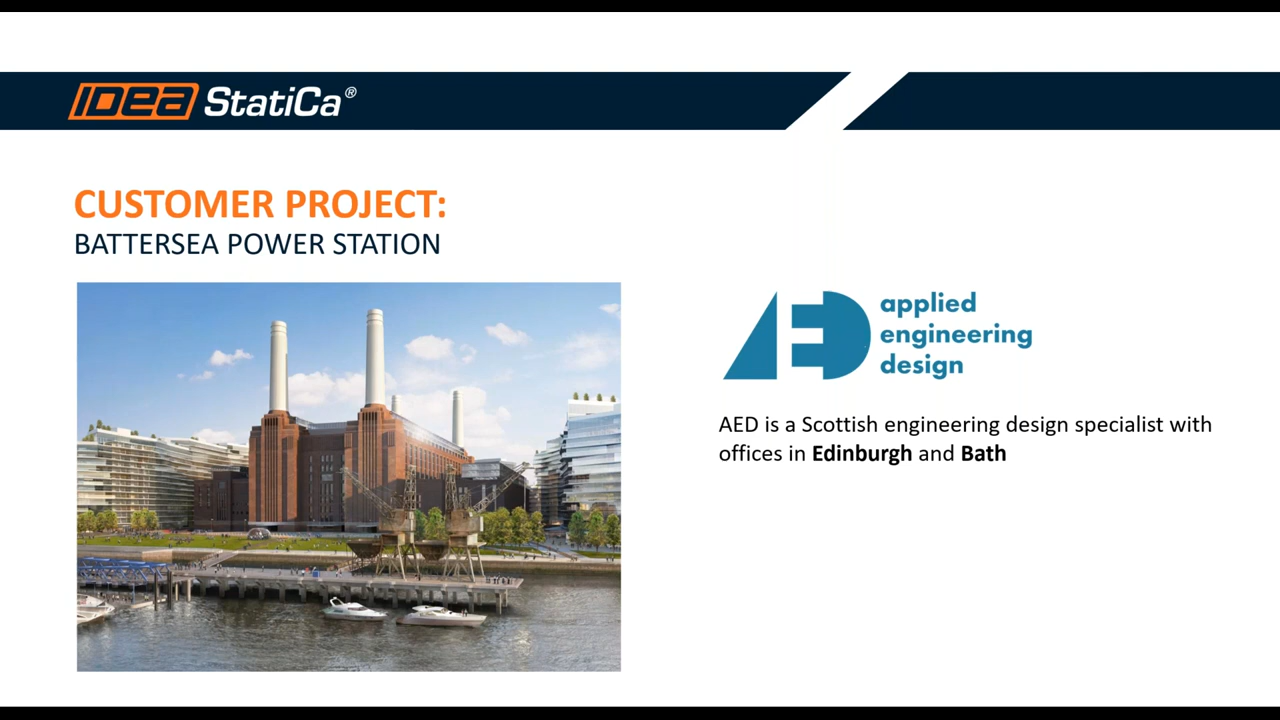 IDEA StatiCa®
CUSTOMER PROJECT:
BATTERSEA POWER STATION
AED
applied
engineering
design
AED is a Scottish engineering design specialist with
offices in Edinburgh and Bath